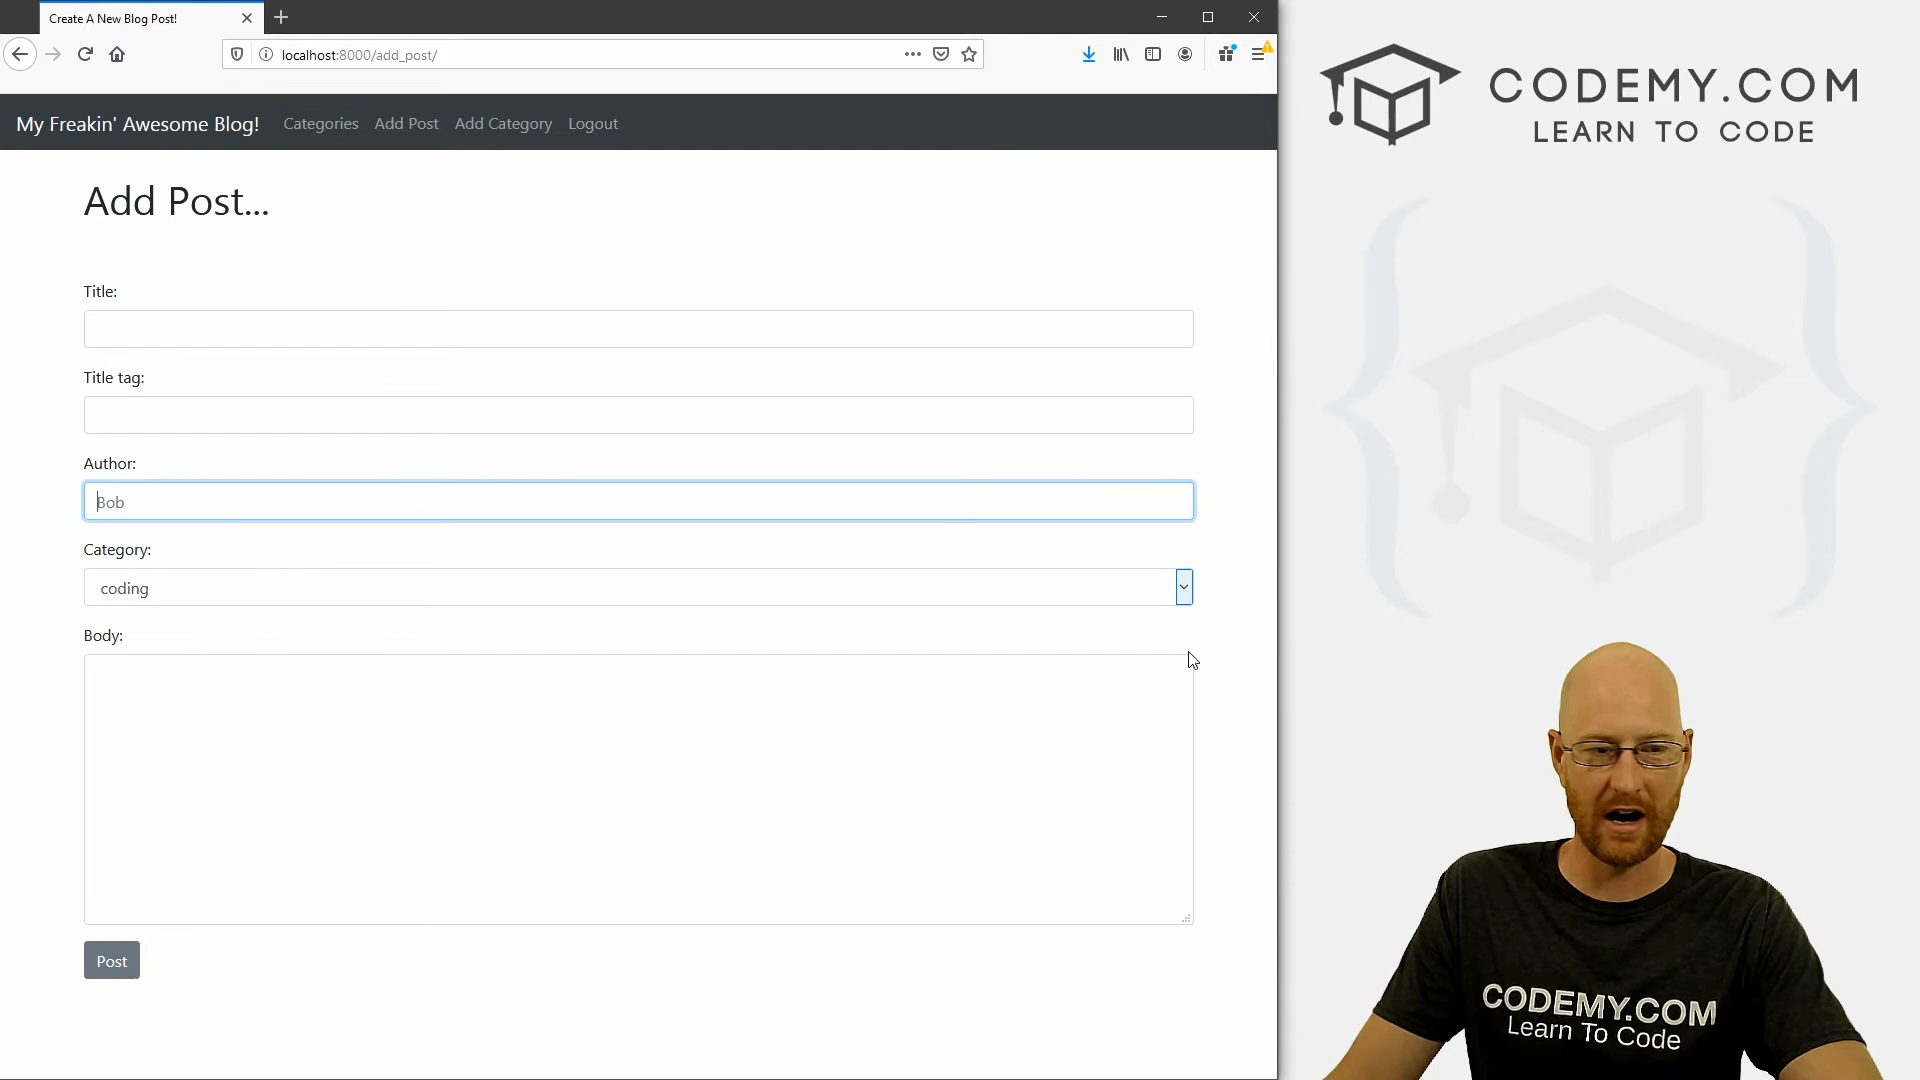 Create A New Blog Post!
localhost:8000/add_post/
My Freakin' Awesome Blog! Categories Add Post Add Category Logout
Add Post...
Title:
Title tag:
Author:
Bob
Category:
coding
Body:
Post
CODEMY.COM
LEARN TO CODE
CODEMY.COM
Learn To Code